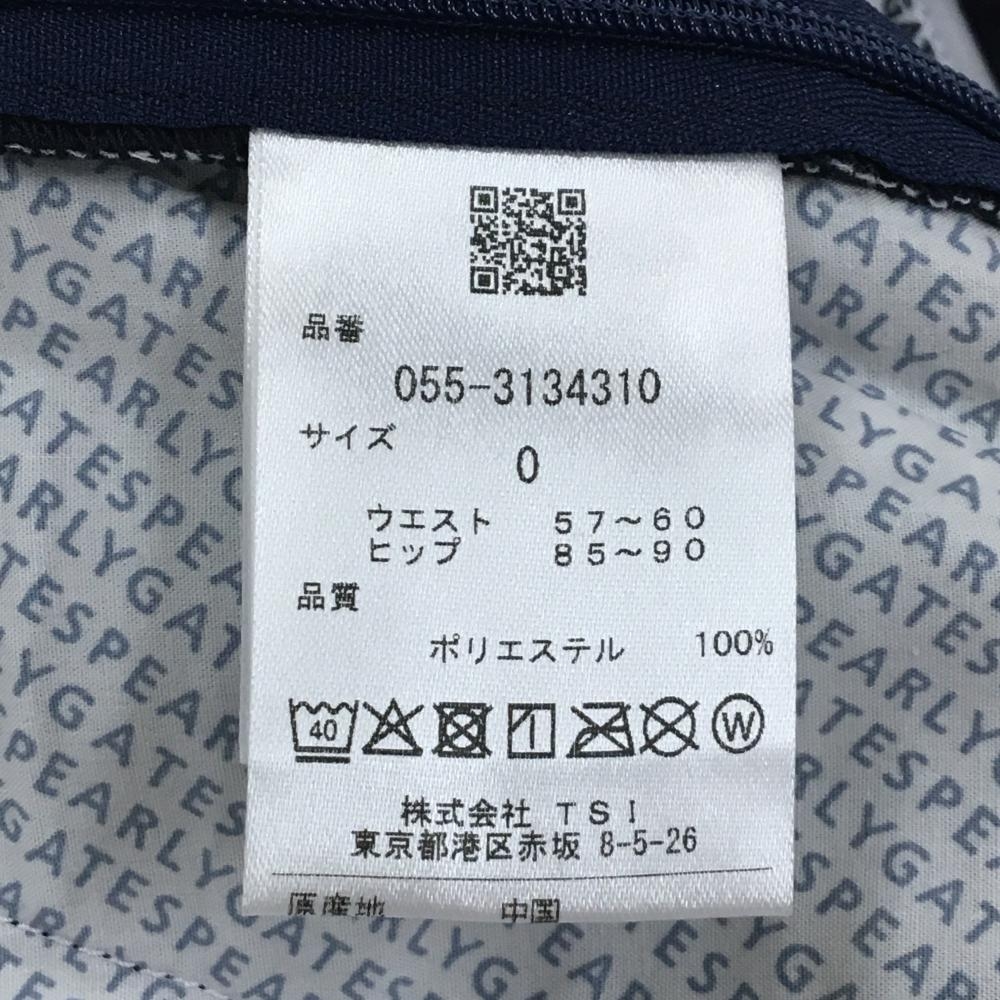 品番
055-3134310
サイズ
0
ウエスト 57～60
ヒップ 85～90
品質
ポリエステル 100%
40
W
株式会社 TSI
東京都港区赤坂 8-5-26
原産地 中国
PEARLYGATES